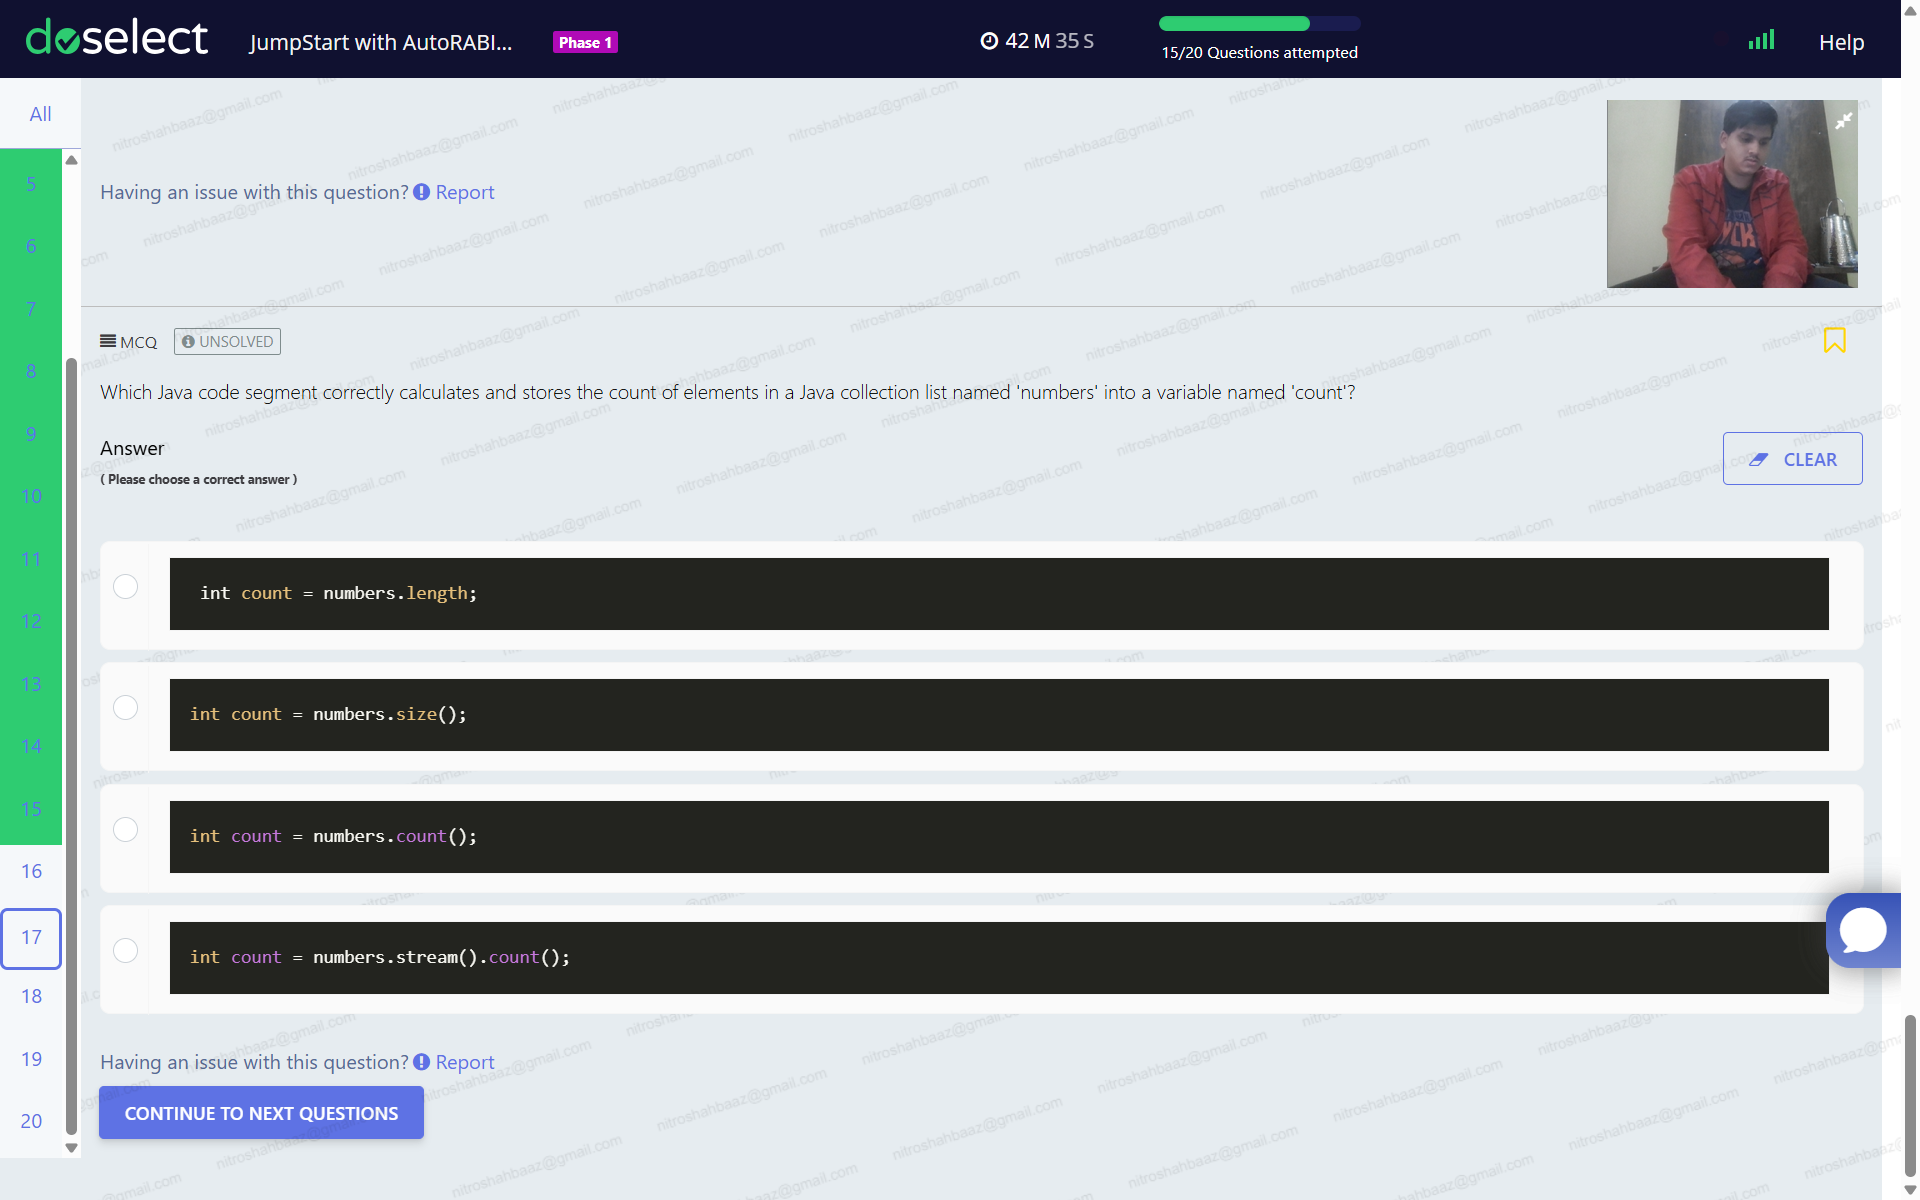 doselect
JumpStart with AutoRABI...
Phase 1
42 M 35 S
15/20 Questions attempted
Help
All
5
6
7
8
9
10
11
12
13
14
15
16
17
18
19
20
Having an issue with this question? Report
MCQ
UNSOLVED
Which Java code segment correctly calculates and stores the count of elements in a Java collection list named 'numbers' into a variable named 'count'?
Answer
( Please choose a correct answer )
CLEAR
int count = numbers.length;
int count = numbers.size();
int count = numbers.count();
int count = numbers.stream().count();
Having an issue with this question? Report
CONTINUE TO NEXT QUESTIONS
nitroshahbaaz@gmail.com